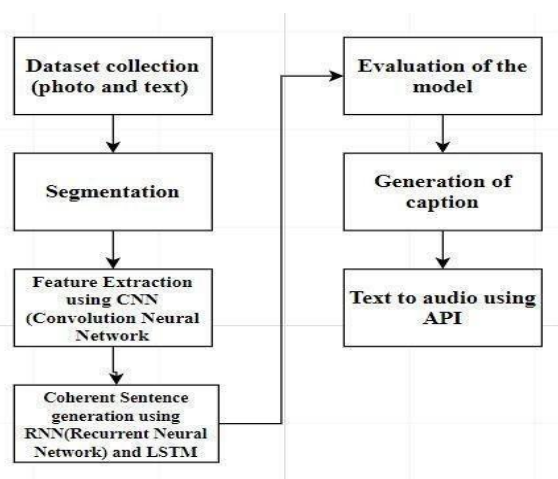 Dataset collection
(photo and text)
Segmentation
Feature Extraction
using CNN
(Convolution Neural
Network
Coherent Sentence
generation using
RNN(Recurrent Neural
Network) and LSTM
Evaluation of the
model
Generation of
caption
Text to audio using
API